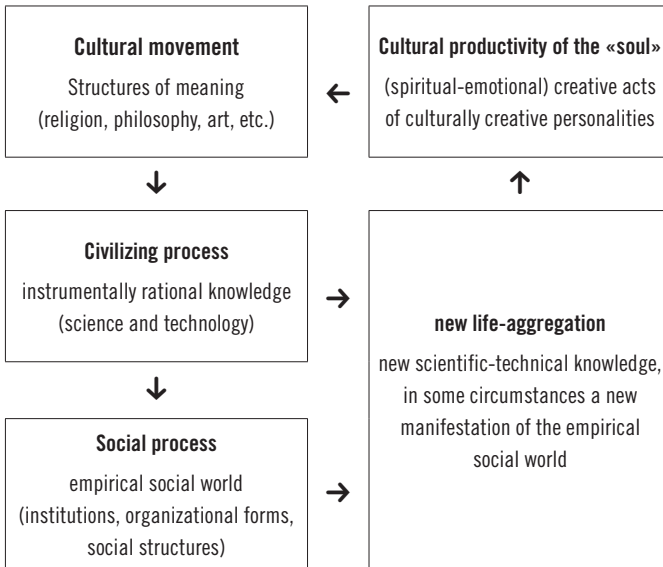 Cultural movement
Structures of meaning
(religion, philosophy, art, etc.)
Cultural productivity of the «soul»
(spiritual-emotional) creative acts
of culturally creative personalities
Civilizing process
instrumentally rational knowledge
(science and technology)
new life-aggregation
new scientific-technical knowledge,
in some circumstances a new
manifestation of the empirical
social world
Social process
empirical social world
(institutions, organizational forms,
social structures)